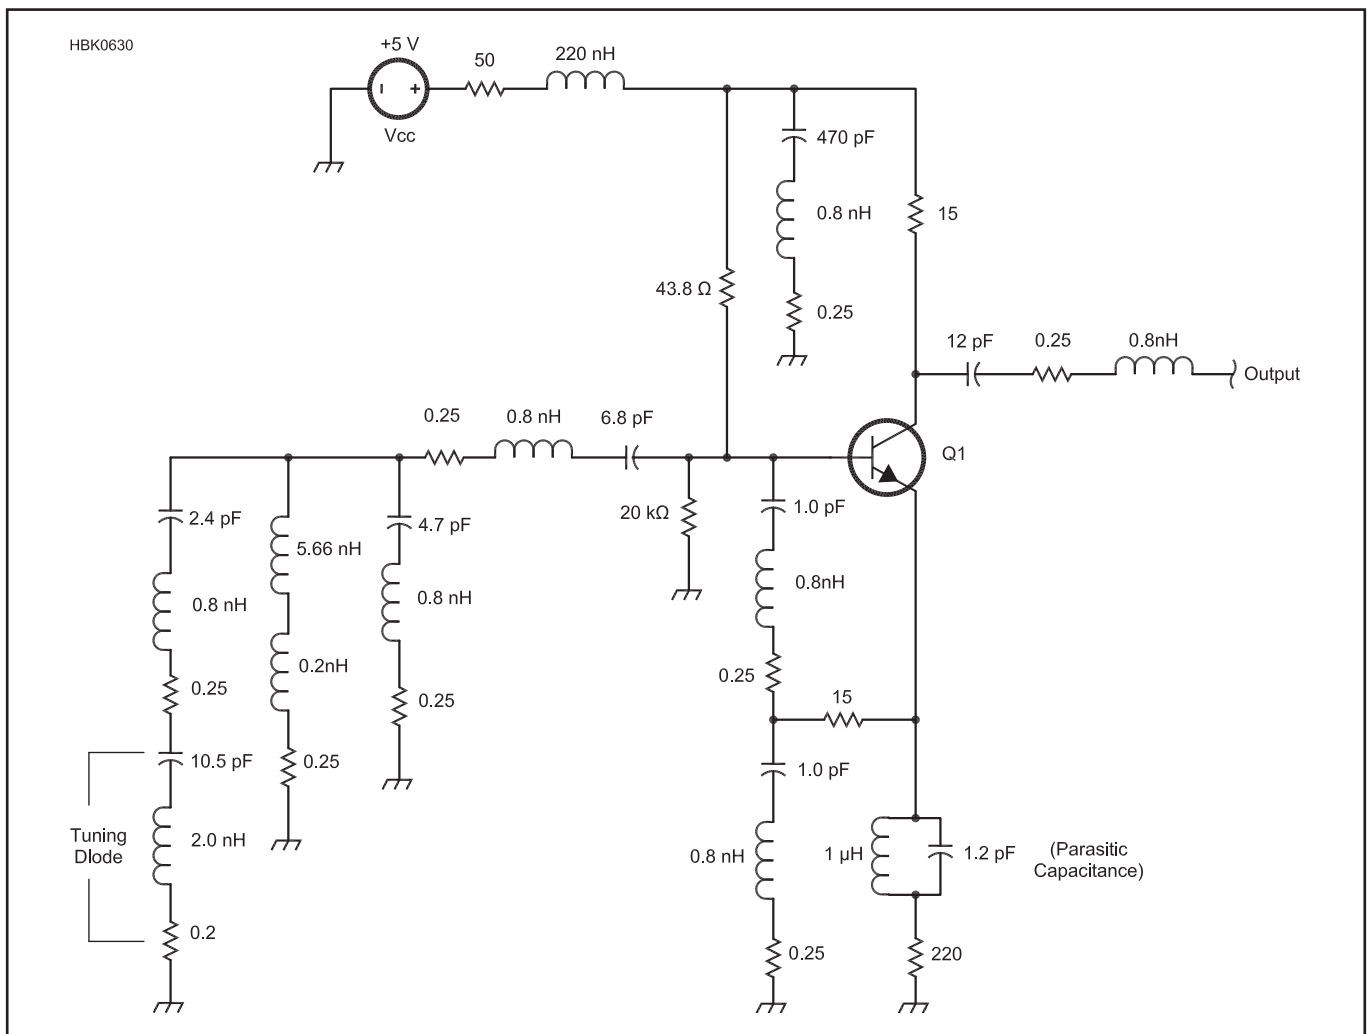 HBK0630
+5 V
50
220 nH
Vcc
470 pF
0.8 nH
15
43.8 Ω
0.25
12 pF
0.25
0.8nH
Output
0.25
0.8 nH
6.8 pF
Q1
2.4 pF
5.66 nH
4.7 pF
20 kΩ
1.0 pF
0.8 nH
0.8 nH
0.8nH
0.2nH
0.25
0.25
0.25
15
10.5 pF
0.25
1.0 pF
Tuning
DIode
2.0 nH
0.8 nH
1 µH
1.2 pF
(Parasitic
Capacitance)
0.2
0.25
220